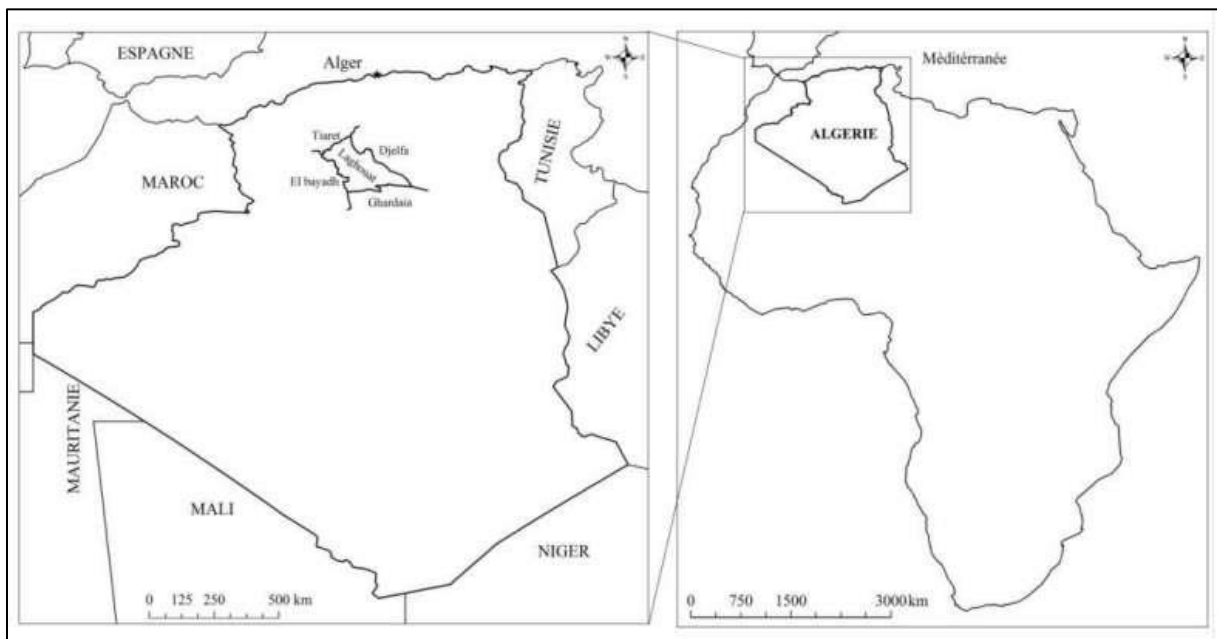 ESPAGNE
N
W E
S
Alger
Tiaret
Laghouat
Djelfa
El bayadh
Ghardaia
MAROC
TUNISIE
LIBYE
MAURITANIE
MALI
NIGER
0 125 250 500 km
Mèditérranée
N
W E
S
ALGERIE
0 750 1500 3000 km